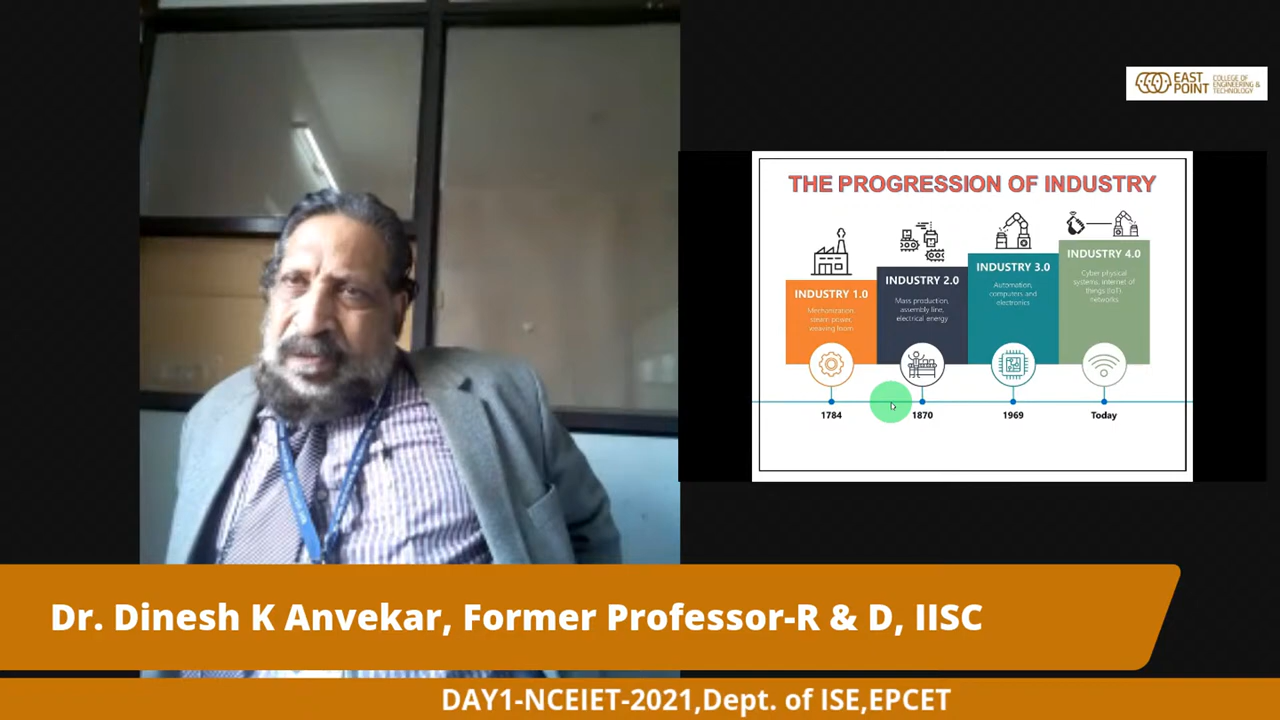 EAST
POINT
COLLEGE OF
ENGINEERING &
TECHNOLOGY
THE PROGRESSION OF INDUSTRY
INDUSTRY 1.0
Mechanization,
steam power,
weaving loom
INDUSTRY 2.0
Mass production,
assembly line,
electrical energy
INDUSTRY 3.0
Automation,
computers and
electronics
INDUSTRY 4.0
Cyber physical
systems, internet of
things (IoT),
networks
1784
1870
1969
Today
Dr. Dinesh K Anvekar, Former Professor-R & D, IISC
DAY1-NCEIET-2021,Dept. of ISE,EPCET